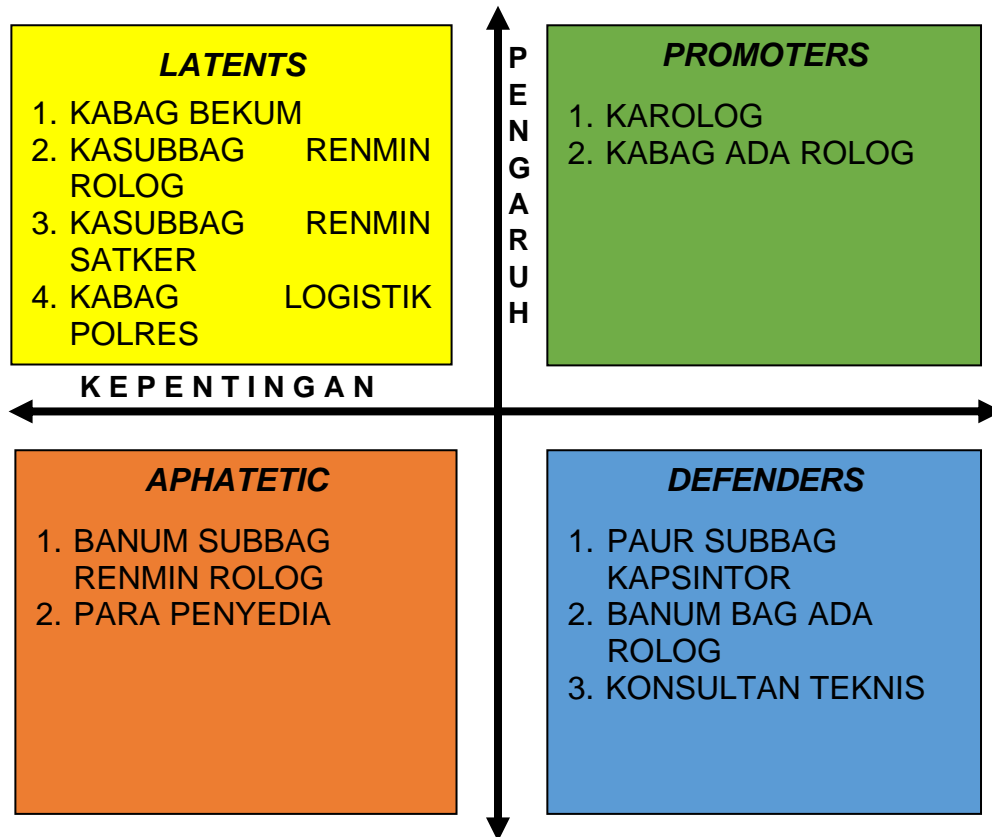 LATENTS
1. KABAG BEKUM
2. KASUBBAG RENMIN
ROLOG
3. KASUBBAG RENMIN
SATKER
4. KABAG LOGISTIK
POLRES
PENGARUH
PROMOTERS
1. KAROLOG
2. KABAG ADA ROLOG
KEPENTINGAN
APHATETIC
1. BANUM SUBBAG
RENMIN ROLOG
2. PARA PENYEDIA
DEFENDERS
1. PAUR SUBBAG
KAPSINTOR
2. BANUM BAG ADA
ROLOG
3. KONSULTAN TEKNIS